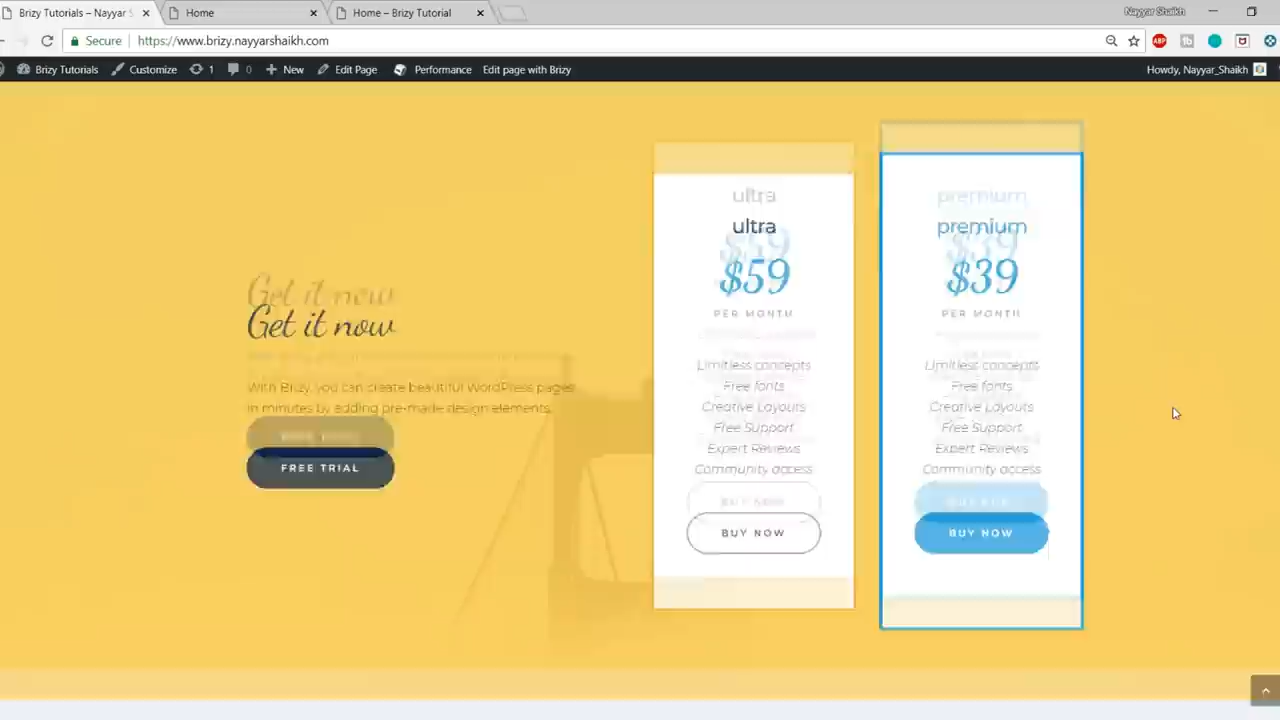 Brizy Tutorials – Nayyar S
Home
Home – Brizy Tutorial
Nayyar Shaikh
Secure
https://www.brizy.nayyarshaikh.com
ABP
Brizy Tutorials
Customize
1
0
New
Edit Page
Performance
Edit page with Brizy
Howdy, Nayyar_Shaikh
Get it now
With Brizy, you can create beautiful WordPress pages
in minutes by adding pre-made design elements.
FREE TRIAL
ultra
$59
PER MONTH
Limitless concepts
Free fonts
Creative Layouts
Free Support
Expert Reviews
Community access
BUY NOW
premium
$39
PER MONTH
Limitless concepts
Free fonts
Creative Layouts
Free Support
Expert Reviews
Community access
BUY NOW